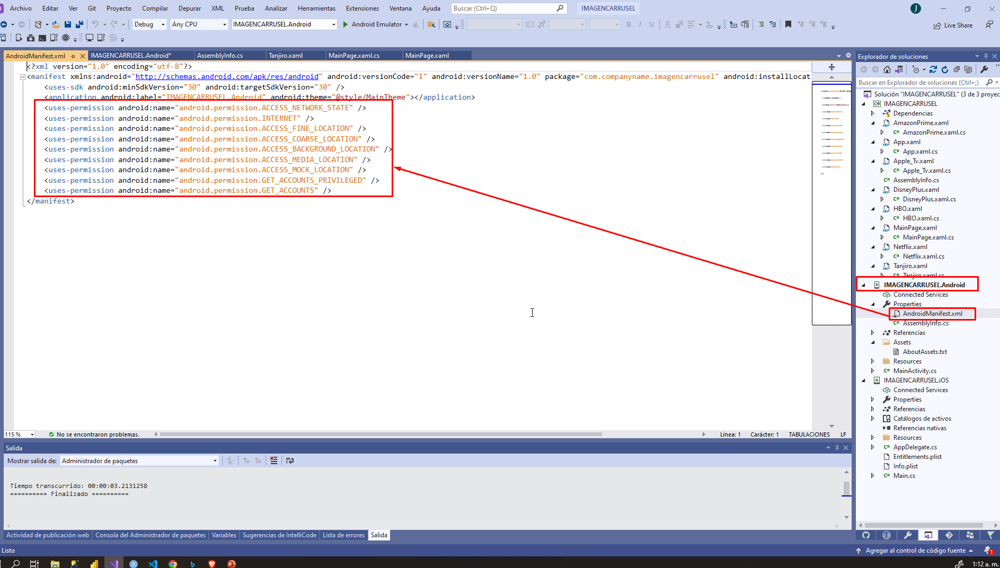 Archivo Editar Ver Git Proyecto Compilar Depurar XML Prueba Analizar Herramientas Extensiones Ventana Ayuda Buscar (Ctrl+Q) IMAGENCARRUSEL J
Debug Any CPU IMAGENCARRUSEL.Android Android Emulator Live Share
AndroidManifest.xml IMAGENCARRUSEL.Android* AssemblyInfo.cs Tanjiro.xaml MainPage.xaml.cs MainPage.xaml
<?xml version="1.0" encoding="utf-8"?>
<manifest xmlns:android="http://schemas.android.com/apk/res/android" android:versionCode="1" android:versionName="1.0" package="com.companyname.imagencarrusel" android:installLocati
<uses-sdk android:minSdkVersion="30" android:targetSdkVersion="30" />
<application android:label="IMAGENCARRUSEL.Android" android:theme="@style/MainTheme"></application>
<uses-permission android:name="android.permission.ACCESS_NETWORK_STATE" />
<uses-permission android:name="android.permission.INTERNET" />
<uses-permission android:name="android.permission.ACCESS_FINE_LOCATION" />
<uses-permission android:name="android.permission.ACCESS_COARSE_LOCATION" />
<uses-permission android:name="android.permission.ACCESS_BACKGROUND_LOCATION" />
<uses-permission android:name="android.permission.ACCESS_MEDIA_LOCATION" />
<uses-permission android:name="android.permission.ACCESS_MOCK_LOCATION" />
<uses-permission android:name="android.permission.GET_ACCOUNTS_PRIVILEGED" />
<uses-permission android:name="android.permission.GET_ACCOUNTS" />
</manifest>
115 % No se encontraron problemas. Línea: 1 Carácter: 1 TABULACIONES LF
Salida
Mostrar salida de: Administrador de paquetes
Tiempo transcurrido: 00:00:03.2131258
========== Finalizado ==========
Actividad de publicación web Consola del Administrador de paquetes Variables Sugerencias de IntelliCode Lista de errores Salida
Explorador de soluciones
Buscar en Explorador de soluciones (Ctrl+;)
Solución "IMAGENCARRUSEL" (3 de 3 proyec
C# IMAGENCARRUSEL
Dependencias
AmazonPrime.xaml
C# AmazonPrime.xaml.cs
App.xaml
C# App.xaml.cs
Apple_Tv.xaml
C# Apple_Tv.xaml.cs
C# AssemblyInfo.cs
DisneyPlus.xaml
C# DisneyPlus.xaml.cs
HBO.xaml
C# HBO.xaml.cs
MainPage.xaml
C# MainPage.xaml.cs
Netflix.xaml
C# Netflix.xaml.cs
Tanjiro.xaml
C# Tanjiro.xaml.cs
IMAGENCARRUSEL.Android
Connected Services
Properties
AndroidManifest.xml
C# AssemblyInfo.cs
Referencias
Assets
AboutAssets.txt
Resources
C# MainActivity.cs
IMAGENCARRUSEL.iOS
Connected Services
Properties
Referencias
Catálogos de activos
Referencias nativas
Resources
C# AppDelegate.cs
Entitlements.plist
Info.plist
C# Main.cs
Listo Agregar al control de código fuente 1
1:12 a. m.